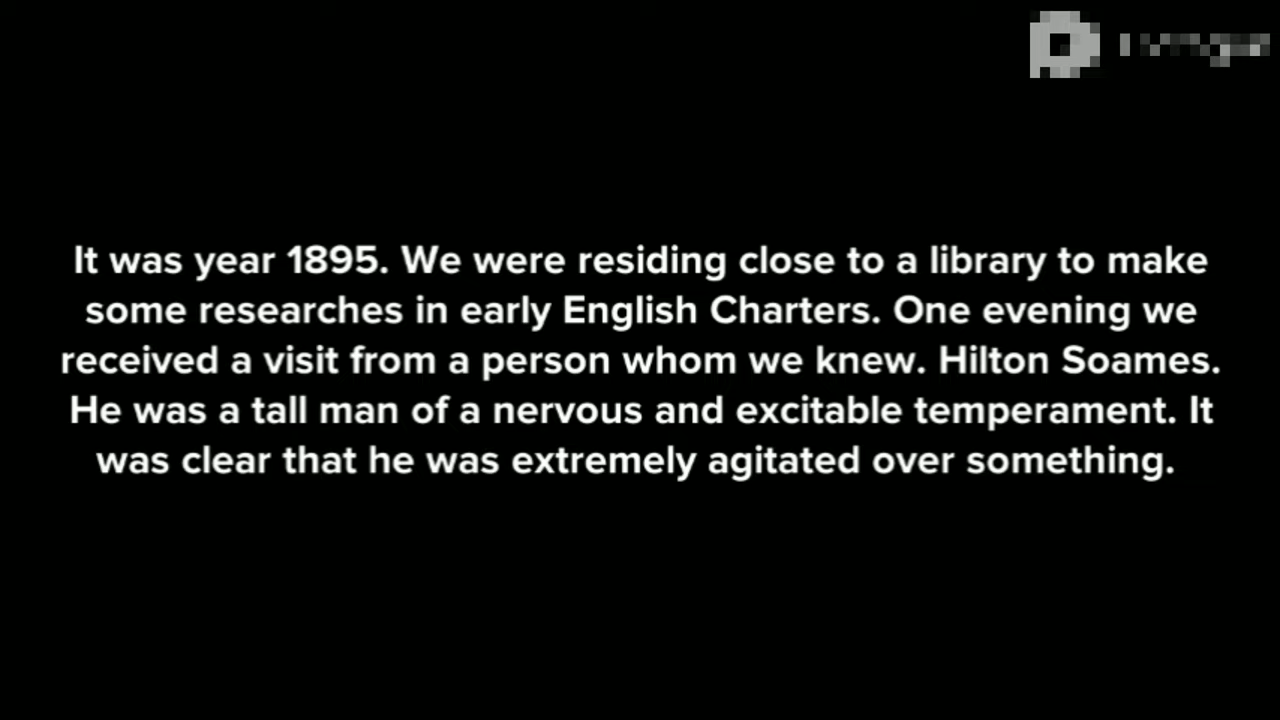 It was year 1895. We were residing close to a library to make
some researches in early English Charters. One evening we
received a visit from a person whom we knew. Hilton Soames.
He was a tall man of a nervous and excitable temperament. It
was clear that he was extremely agitated over something.